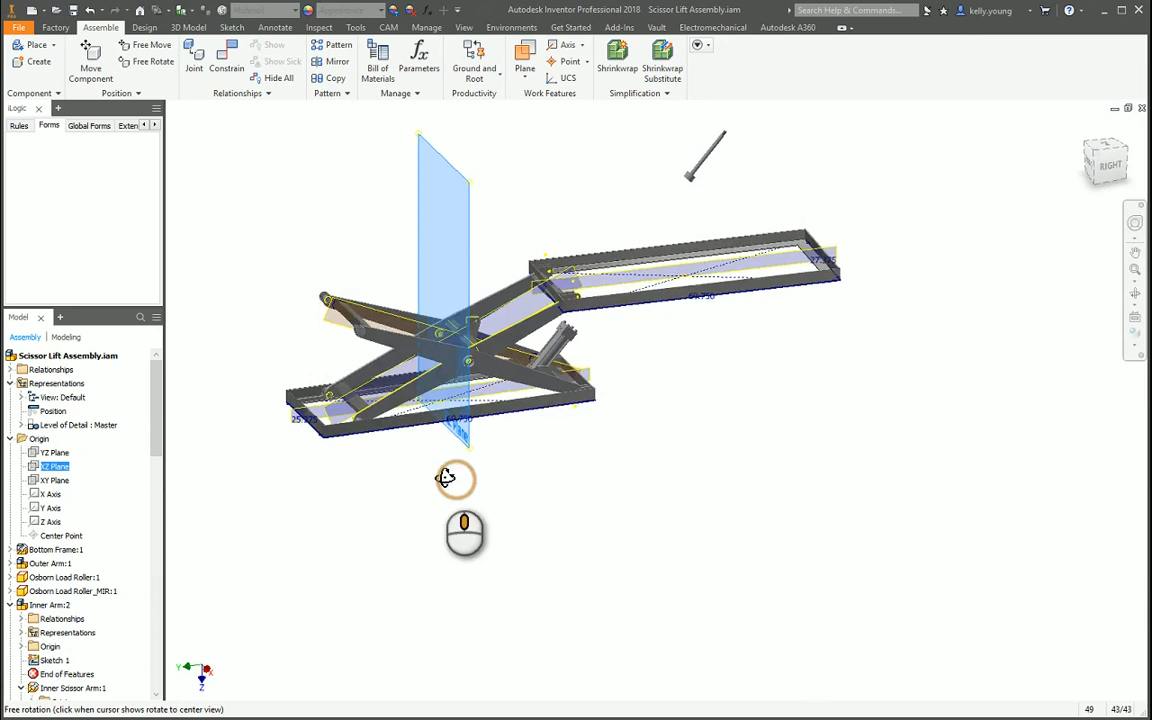 Autodesk Inventor Professional 2018 Scissor Lift Assembly.iam
Search Help & Commands...
kelly.young
Material
Appearance
File Factory Assemble Design 3D Model Sketch Annotate Inspect Tools CAM Manage View Environments Get Started Add-Ins Vault Electromechanical Autodesk A360
Place
Create
Component
Move Component
Free Move
Free Rotate
Position
Joint
Constrain
Show
Show Sick
Hide All
Relationships
Pattern
Mirror
Copy
Pattern
Bill of Materials
Parameters
Manage
Ground and Root
Productivity
Plane
Axis
Point
UCS
Work Features
Shrinkwrap
Shrinkwrap Substitute
Simplification
iLogic
Rules Forms Global Forms Exten
Model
Assembly Modeling
Scissor Lift Assembly.iam
Relationships
Representations
View: Default
Position
Level of Detail : Master
Origin
YZ Plane
XZ Plane
XY Plane
X Axis
Y Axis
Z Axis
Center Point
Bottom Frame:1
Outer Arm:1
Osborn Load Roller:1
Osborn Load Roller_MIR:1
Inner Arm:2
Relationships
Representations
Origin
Sketch 1
End of Features
Inner Scissor Arm:1
RIGHT
Y
X
Z
Free rotation (click when cursor shows rotate to center view)
49 43/43